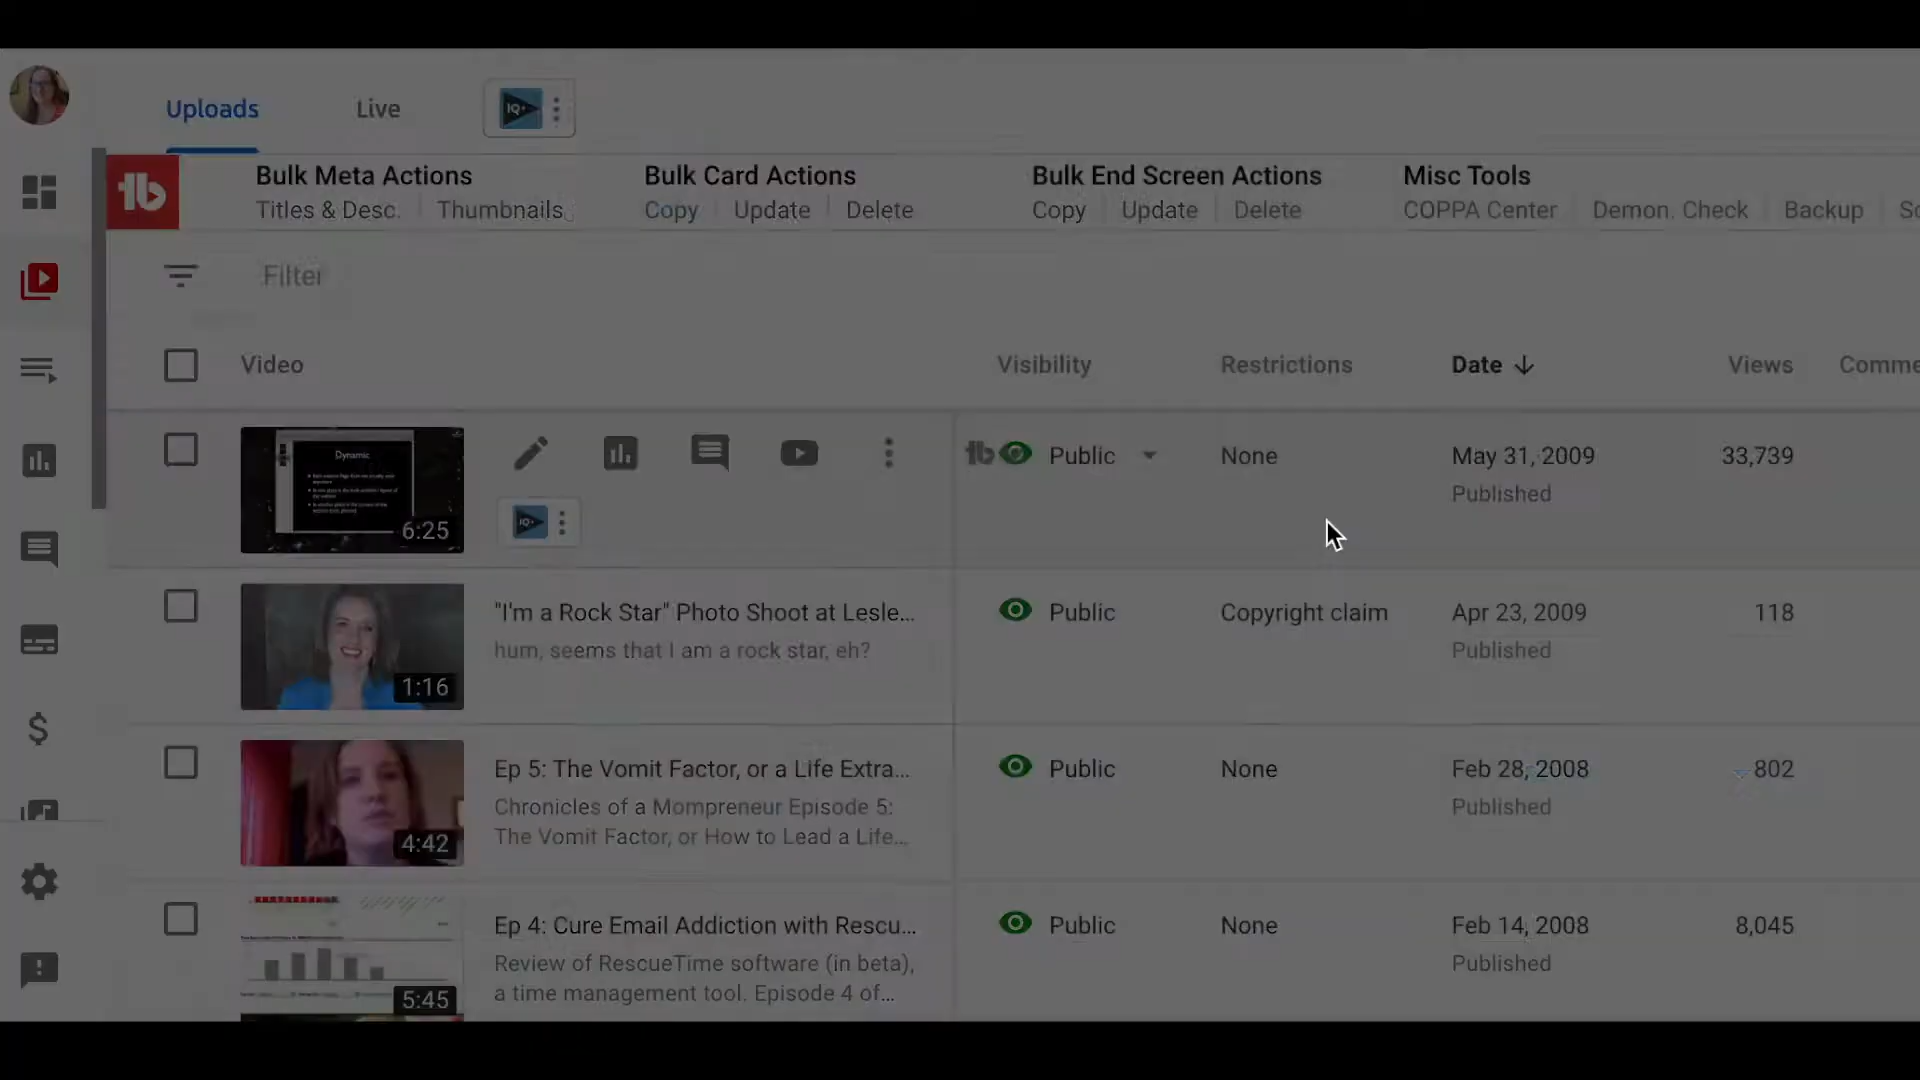 Uploads Live IQ+
tb Bulk Meta Actions Bulk Card Actions Bulk End Screen Actions Misc Tools
Titles & Desc. Thumbnails Copy Update Delete Copy Update Delete COPPA Center Demon. Check Backup
Filter
Video Visibility Restrictions Date Views Comme
Dynamic
6:25
IQ+
tb Public None May 31, 2009 33,739
Published
"I'm a Rock Star" Photo Shoot at Lesle... Public Copyright claim Apr 23, 2009 118
hum, seems that I am a rock star, eh? Published
1:16
Ep 5: The Vomit Factor, or a Life Extra... Public None Feb 28, 2008 802
Chronicles of a Mompreneur Episode 5: Published
The Vomit Factor, or How to Lead a Life...
4:42
Ep 4: Cure Email Addiction with Rescu... Public None Feb 14, 2008 8,045
Review of RescueTime software (in beta), Published
a time management tool. Episode 4 of...
5:45